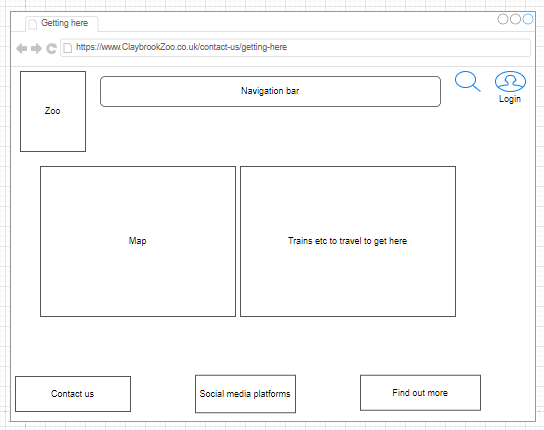 Getting here
https://www.ClaybrookZoo.co.uk/contact-us/getting-here
Zoo
Navigation bar
Login
Map
Trains etc to travel to get here
Contact us
Social media platforms
Find out more